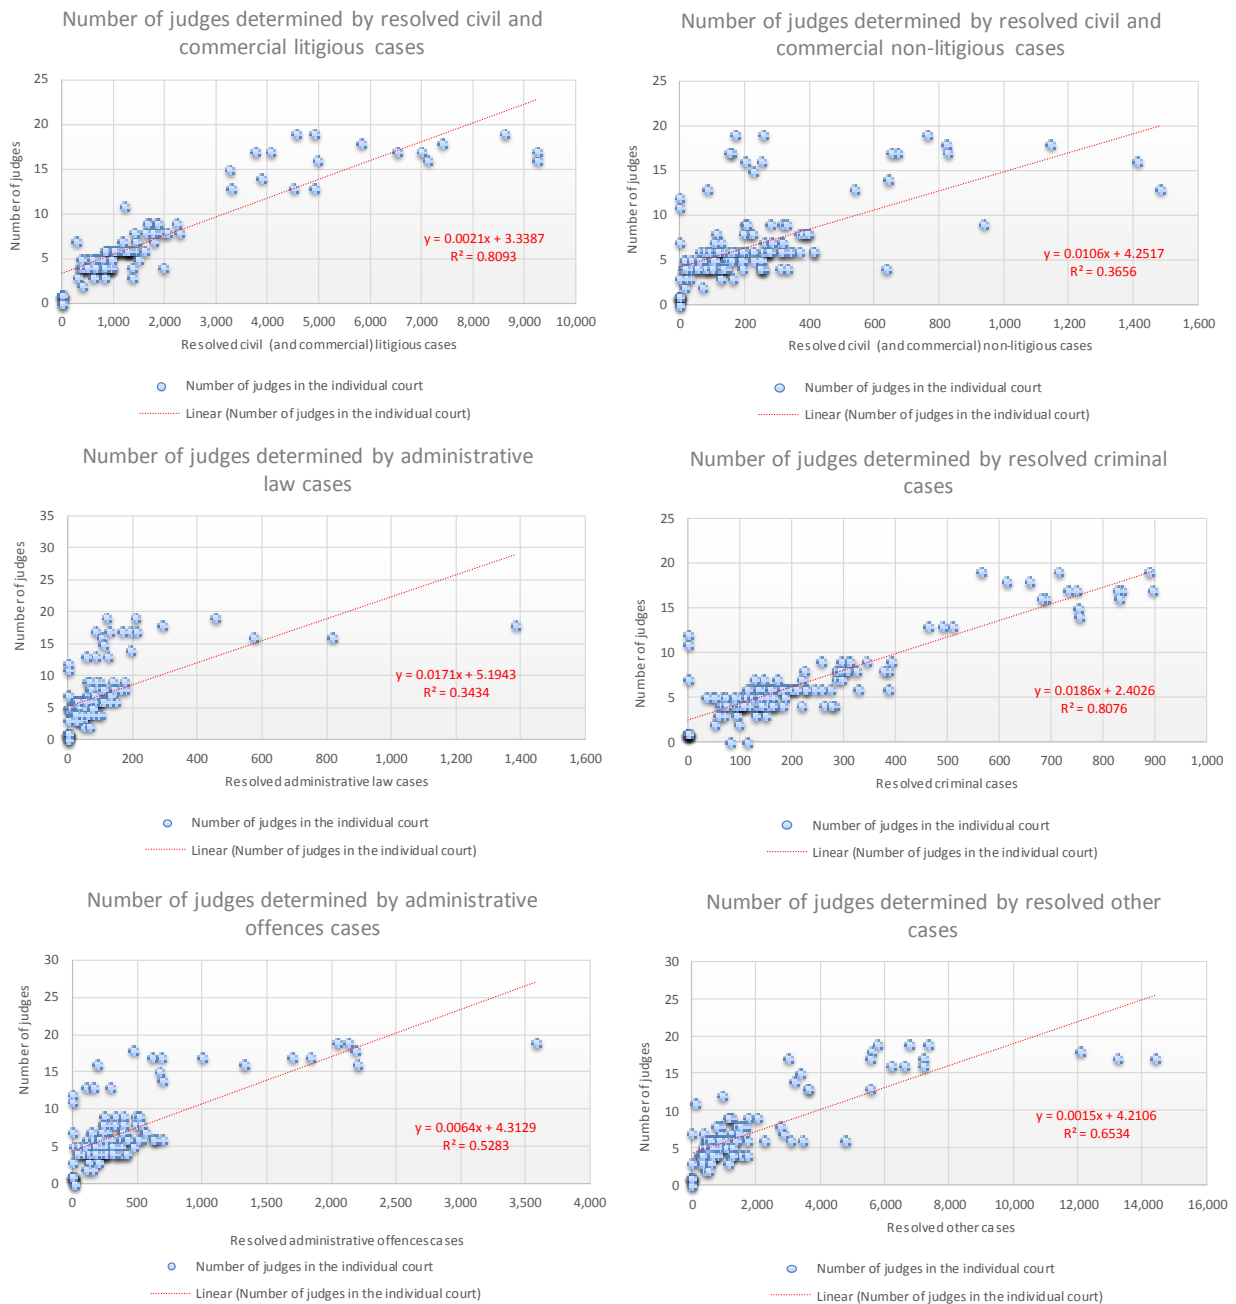 Number of judges determined by resolved civil and
commercial litigious cases
25
20
15
10
5
0
Number of judges
y = 0.0021x + 3.3387
R² = 0.8093
0 1,000 2,000 3,000 4,000 5,000 6,000 7,000 8,000 9,000 10,000
Resolved civil (and commercial) litigious cases
Number of judges in the individual court
Linear (Number of judges in the individual court)
Number of judges determined by resolved civil
and commercial non-litigious cases
25
20
15
10
5
0
Number of judges
y = 0.0106x + 4.2517
R² = 0.3656
0 200 400 600 800 1,000 1,200 1,400 1,600
Resolved civil (and commercial) non-litigious cases
Number of judges in the individual court
Linear (Number of judges in the individual court)
Number of judges determined by administrative
law cases
35
30
25
20
15
10
5
0
Number of judges
y = 0.0171x + 5.1943
R² = 0.3434
0 200 400 600 800 1,000 1,200 1,400 1,600
Resolved administrative law cases
Number of judges in the individual court
Linear (Number of judges in the individual court)
Number of judges determined by resolved criminal
cases
25
20
15
10
5
0
Number of judges
y = 0.0186x + 2.4026
R² = 0.8076
0 100 200 300 400 500 600 700 800 900 1,000
Resolved criminal cases
Number of judges in the individual court
Linear (Number of judges in the individual court)
Number of judges determined by administrative
offences cases
30
25
20
15
10
5
0
Number of judges
y = 0.0064x + 4.3129
R² = 0.5283
0 500 1,000 1,500 2,000 2,500 3,000 3,500 4,000
Resolved administrative offences cases
Number of judges in the individual court
Linear (Number of judges in the individual court)
Number of judges determined by resolved other
cases
30
25
20
15
10
5
0
Number of judges
y = 0.0015x + 4.2106
R² = 0.6534
0 2,000 4,000 6,000 8,000 10,000 12,000 14,000 16,000
Resolved other cases
Number of judges in the individual court
Linear (Number of judges in the individual court)